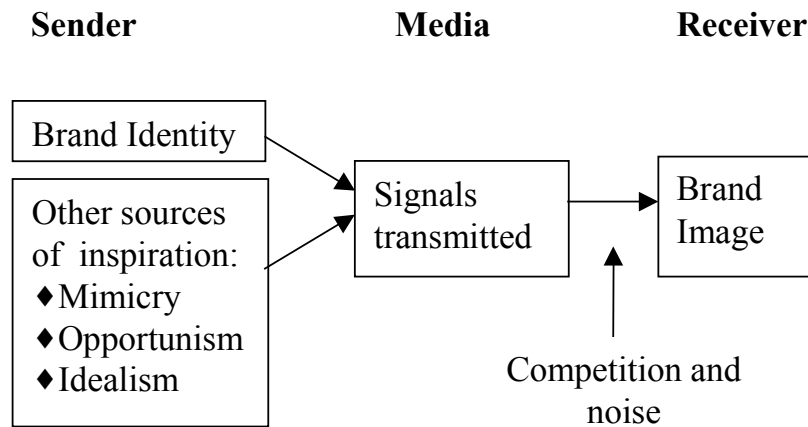 Sender
Media
Receiver
Brand Identity
Other sources
of inspiration:
♦Mimicry
♦Opportunism
♦Idealism
Signals
transmitted
Brand
Image
Competition and
noise